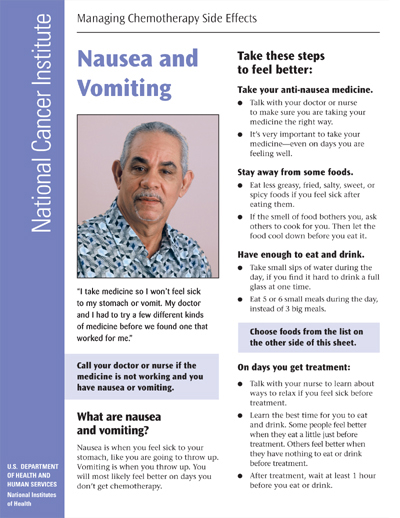 National Cancer Institute
Managing Chemotherapy Side Effects
Nausea and
Vomiting
"I take medicine so I won't feel sick
to my stomach or vomit. My doctor
and I had to try a few different kinds
of medicine before we found one that
worked for me."
Call your doctor or nurse if the
medicine is not working and you
have nausea or vomiting.
What are nausea
and vomiting?
Nausea is when you feel sick to your
stomach, like you are going to throw up.
Vomiting is when you throw up. You
will most likely feel better on days you
don't get chemotherapy.
Take these steps
to feel better:
Take your anti-nausea medicine.
● Talk with your doctor or nurse
to make sure you are taking your
medicine the right way.
● It's very important to take your
medicine—even on days you are
feeling well.
Stay away from some foods.
● Eat less greasy, fried, salty, sweet, or
spicy foods if you feel sick after
eating them.
● If the smell of food bothers you, ask
others to cook for you. Then let the
food cool down before you eat it.
Have enough to eat and drink.
● Take small sips of water during the
day, if you find it hard to drink a full
glass at one time.
● Eat 5 or 6 small meals during the day,
instead of 3 big meals.
Choose foods from the list on
the other side of this sheet.
On days you get treatment:
● Talk with your nurse to learn about
ways to relax if you feel sick before
treatment.
● Learn the best time for you to eat
and drink. Some people feel better
when they eat a little just before
treatment. Others feel better when
they have nothing to eat or drink
before treatment.
● After treatment, wait at least 1 hour
before you eat or drink.
U.S. DEPARTMENT
OF HEALTH AND
HUMAN SERVICES
National Institutes
of Health